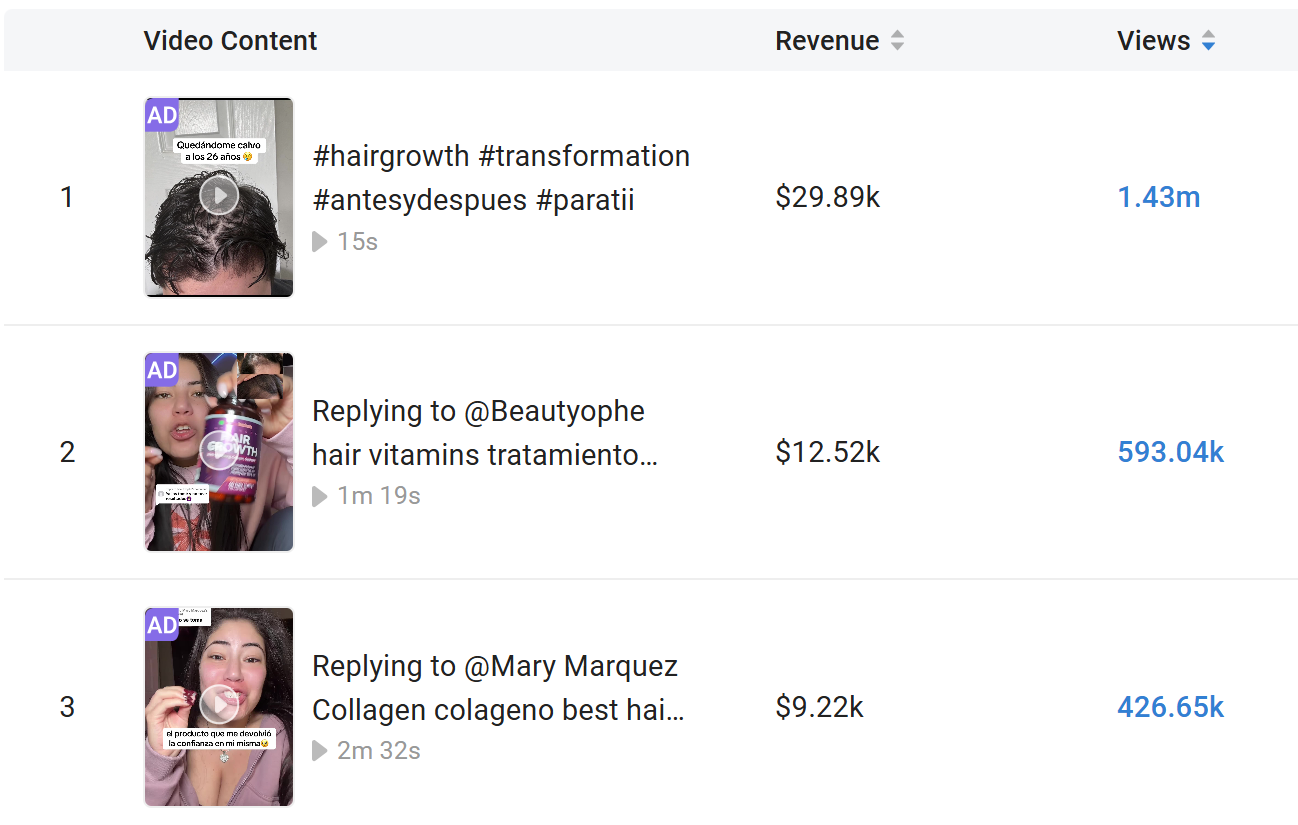 Video Content
Revenue
Views
1
AD
Quedándome calvo
a los 26 años 😢
#hairgrowth #transformation
#antesydespues #paratii
15s
$29.89k
1.43m
2
AD
HAIR
GROWTH
Replying to @Beautyophe
hair vitamins tratamiento...
1m 19s
$12.52k
593.04k
3
AD
el producto que me devolvió
la confianza en mi misma🥹
Replying to @Mary Marquez
Collagen colageno best hai...
2m 32s
$9.22k
426.65k